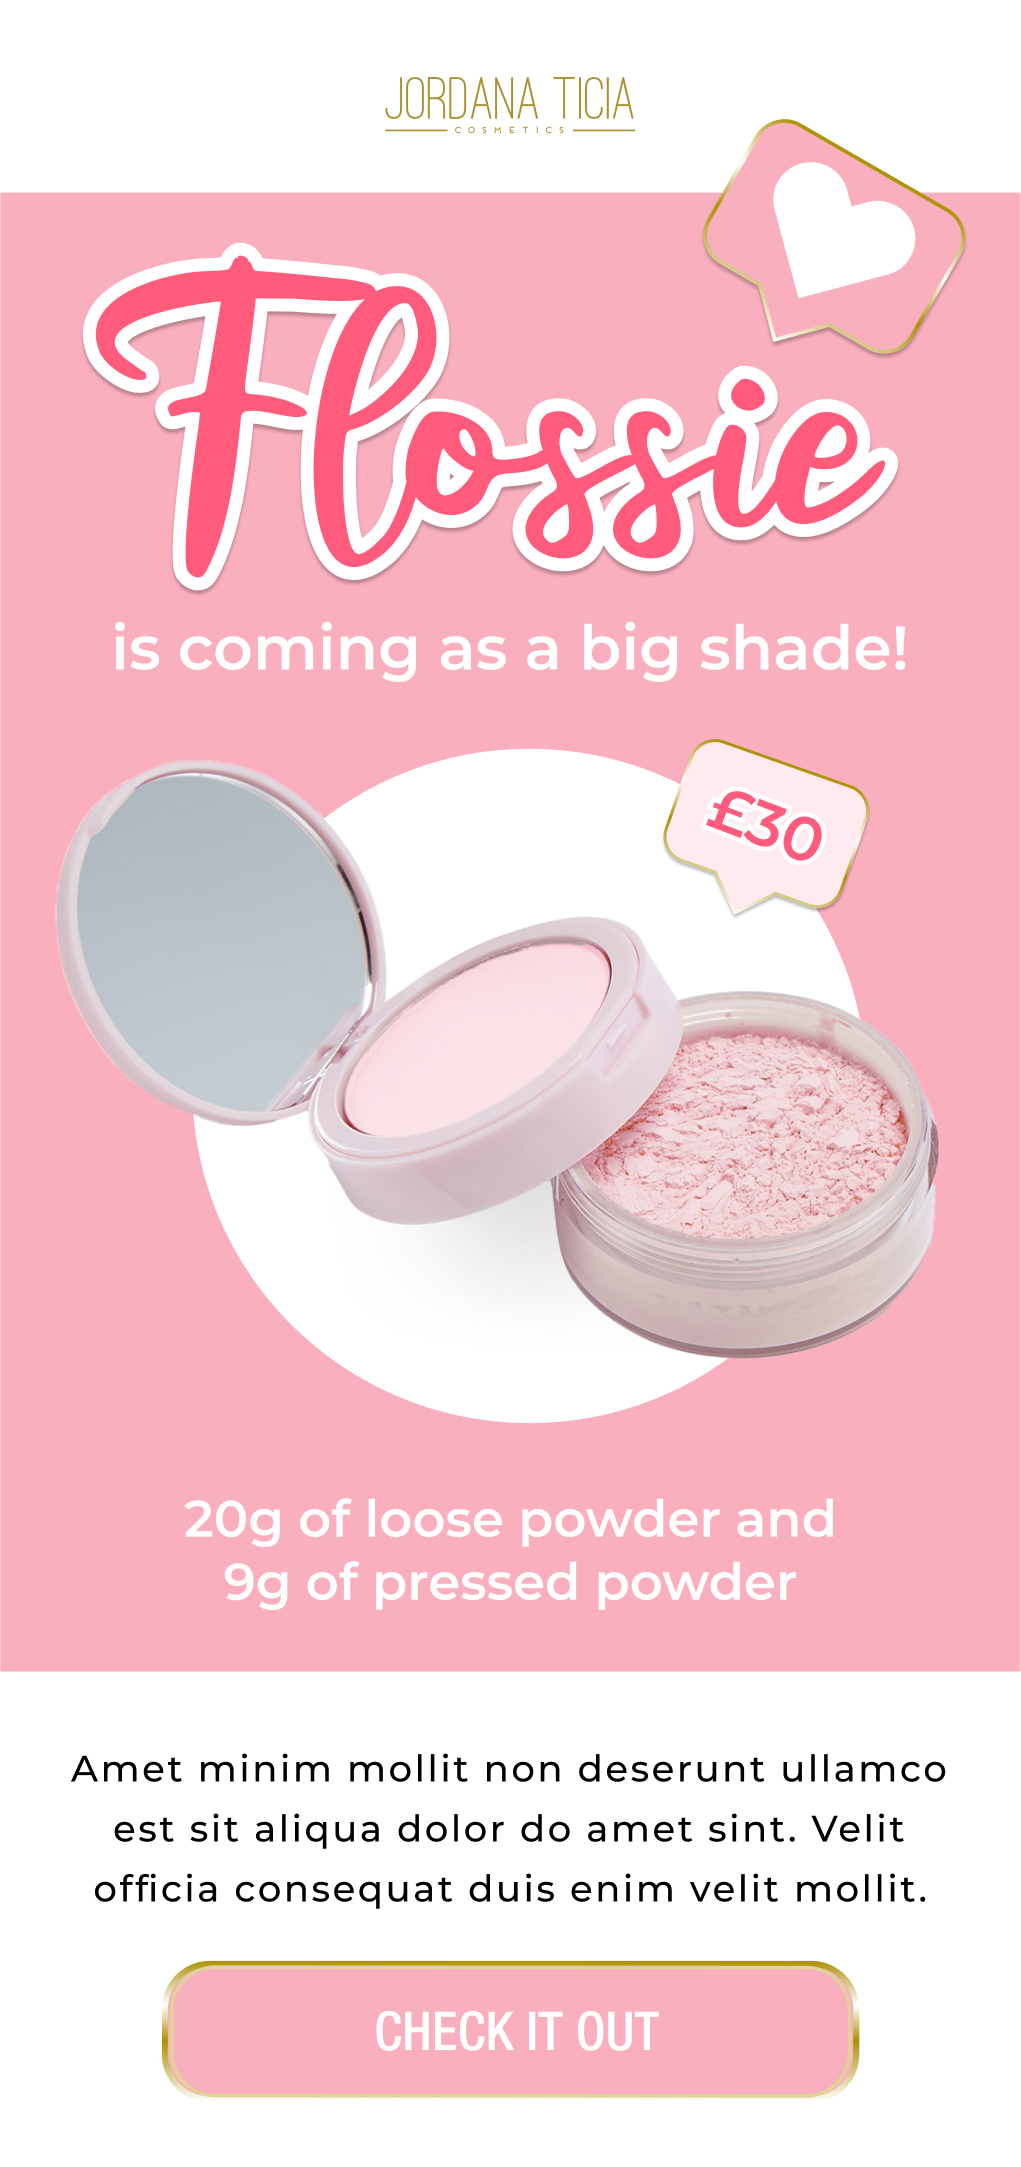 JORDANA TICIA
COSMETICS
Flossie
is coming as a big shade!
£30
20g of loose powder and
9g of pressed powder
Amet minim mollit non deserunt ullamco
est sit aliqua dolor do amet sint. Velit
officia consequat duis enim velit mollit.
CHECK IT OUT